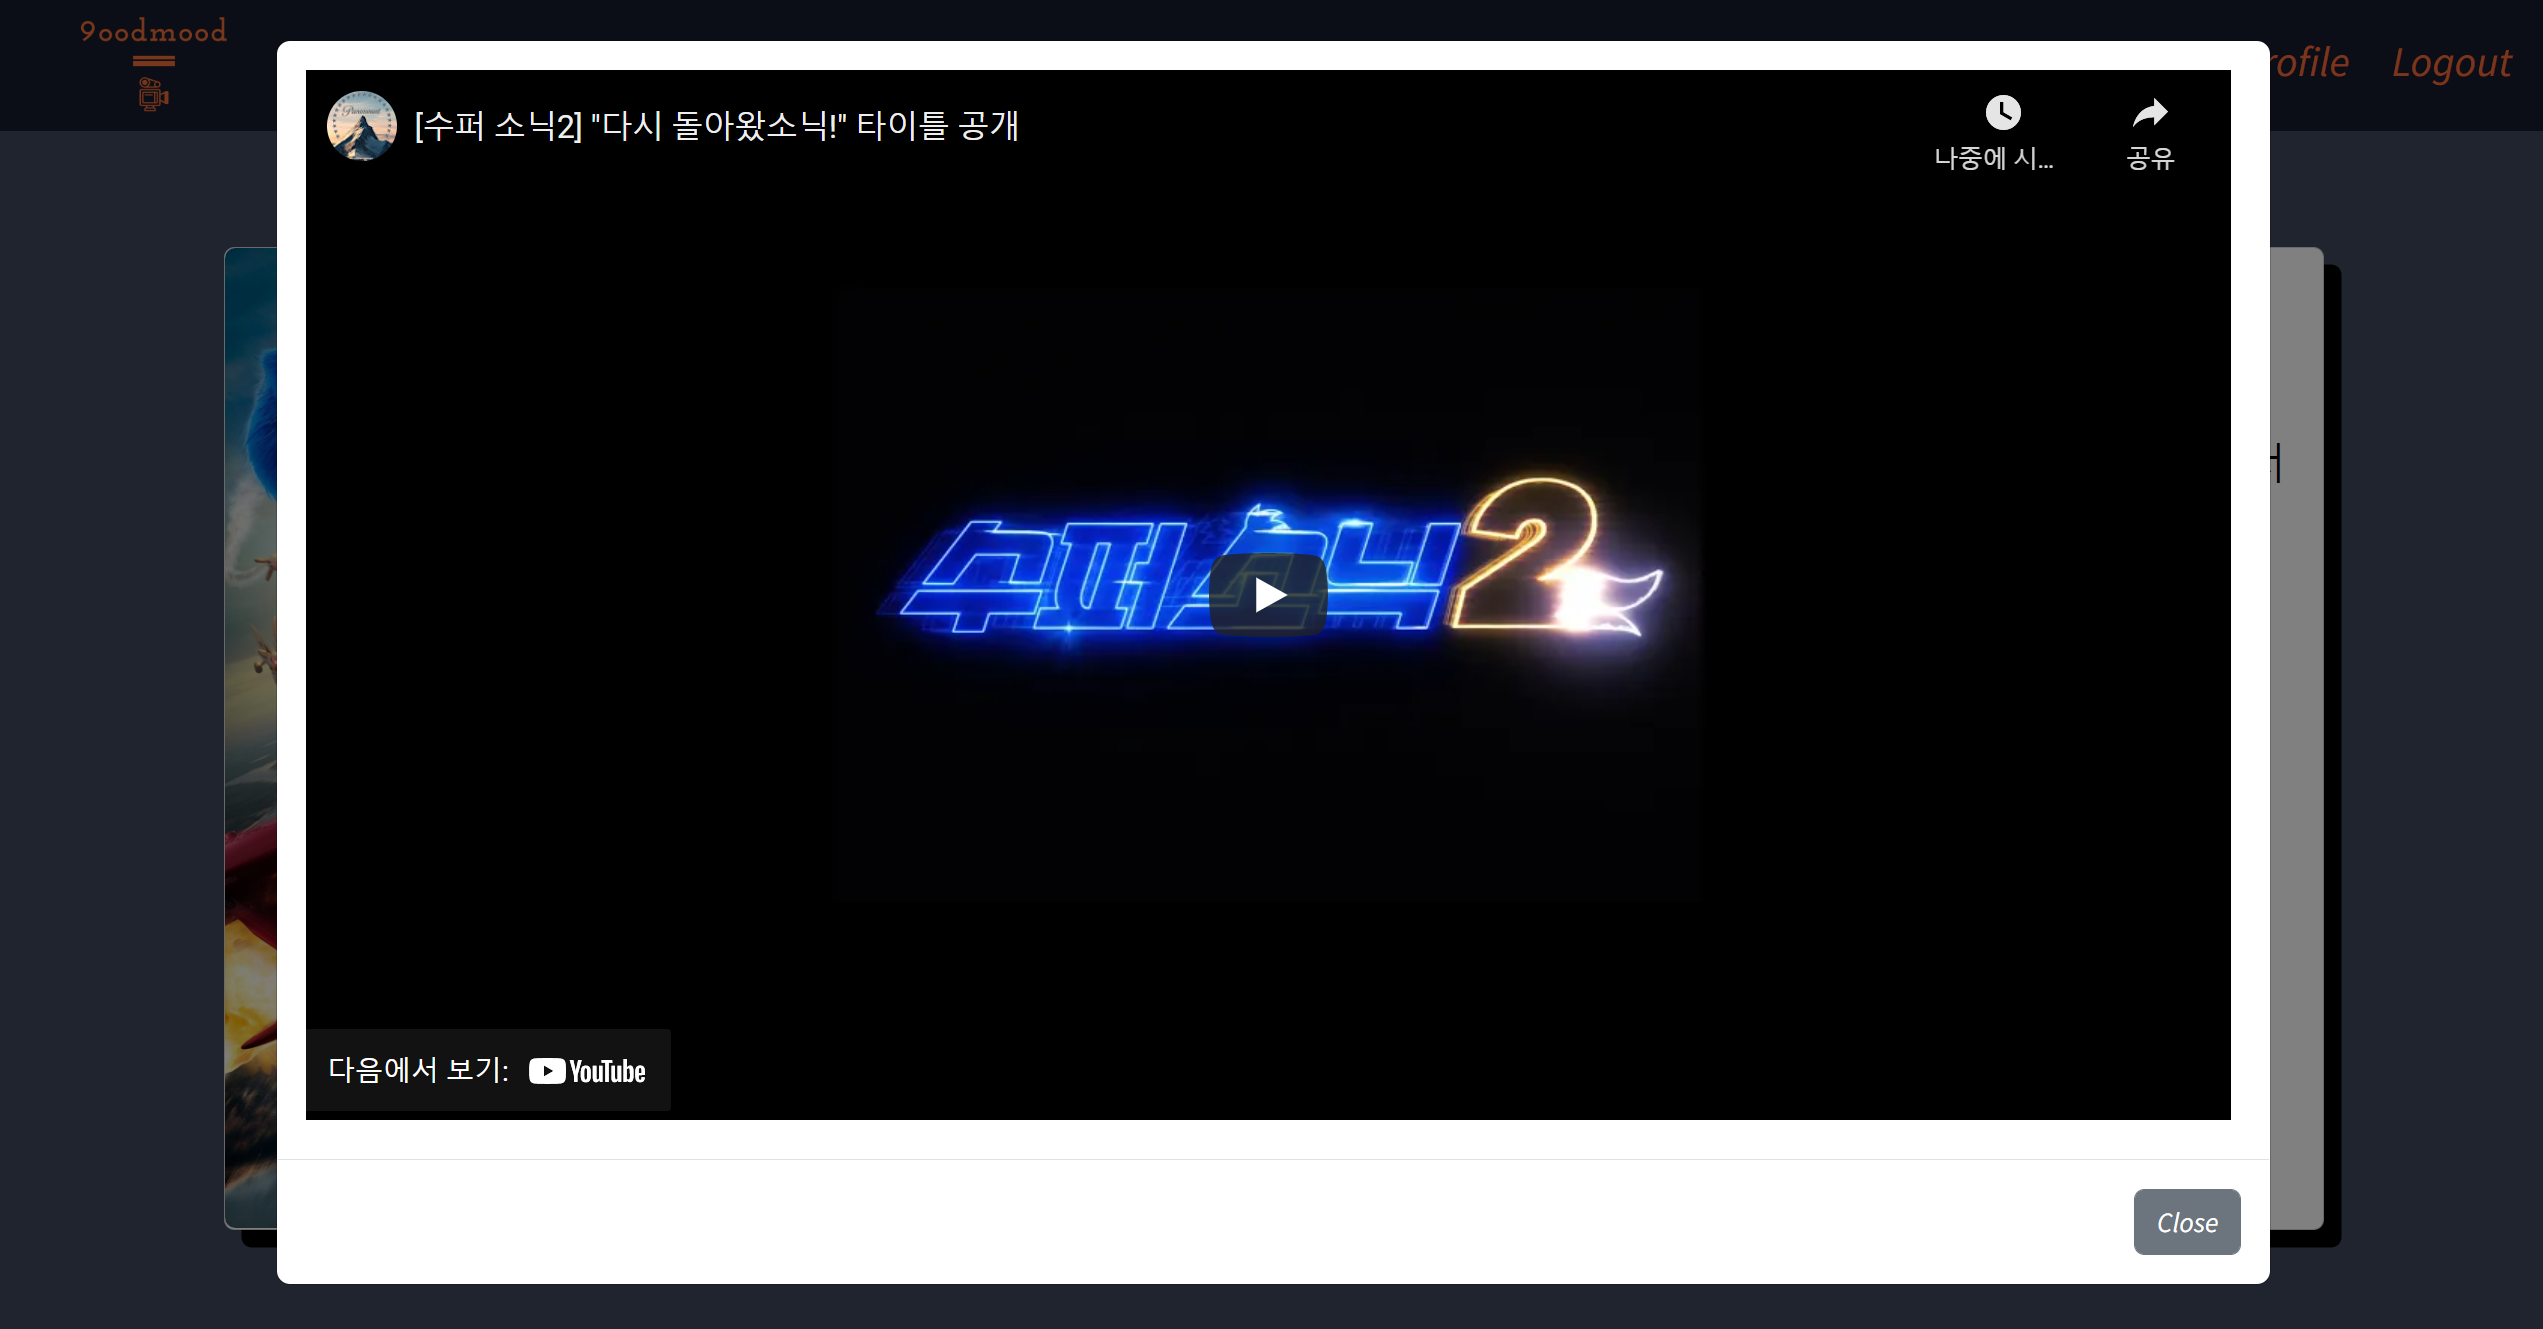 9oodmood
rofile
Logout
[수퍼 소닉2] "다시 돌아왔소닉!" 타이틀 공개
나중에 시...
공유
수퍼소닉2
다음에서 보기: YouTube
Close